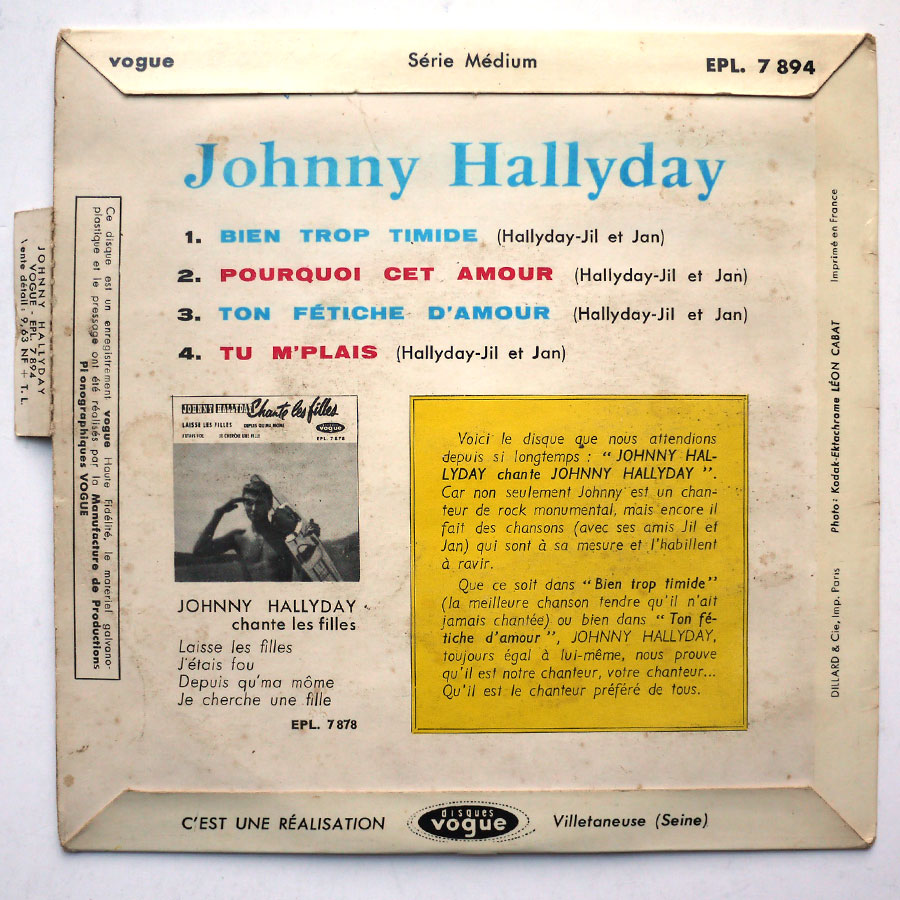 vogue Série Médium EPL. 7 894
Johnny Hallyday
1. BIEN TROP TIMIDE (Hallyday-Jil et Jan)
2. POURQUOI CET AMOUR (Hallyday-Jil et Jan)
3. TON FÉTICHE D'AMOUR (Hallyday-Jil et Jan)
4. TU M'PLAIS (Hallyday-Jil et Jan)
JOHNNY HALLYDAY
VOGUE - EPL. 7 894
Vente détail : 9,63 NF + T. L.
Ce disque est un enregistrement vogue Haute Fidélité, le matériel galvano-
plastique et le pressage ont été réalisés par la Manufacture de Productions
onographiques VOGUE
JOHNNY HALLYDAY Chante les filles
LAISSE LES FILLES DEPUIS QU'MA MÔME
J'ÉTAIS FOU JE CHERCHE UNE FILLE
vogue
EPL. 7 878
JOHNNY HALLYDAY
chante les filles
Laisse les filles
J'étais fou
Depuis qu'ma môme
Je cherche une fille
EPL. 7 878
Voici le disque que nous attendions
depuis si longtemps : “ JOHNNY HAL-
LYDAY chante JOHNNY HALLYDAY ”.
Car non seulement Johnny est un chan-
teur de rock monumental, mais encore il
fait des chansons (avec ses amis Jil et
Jan) qui sont à sa mesure et l'habillent
à ravir.
Que ce soit dans “ Bien trop timide”
(la meilleure chanson tendre qu'il n'ait
jamais chantée) ou bien dans “ Ton fé-
tiche d'amour ”, JOHNNY HALLYDAY,
toujours égal à lui-même, nous prouve
qu'il est notre chanteur, votre chanteur...
Qu'il est le chanteur préféré de tous.
DILLARD & Cie, Imp. Paris Photo : Kodak-Ektachrome LÉON CABAT Imprimé en France
C'EST UNE RÉALISATION disques vogue Villetaneuse (Seine)